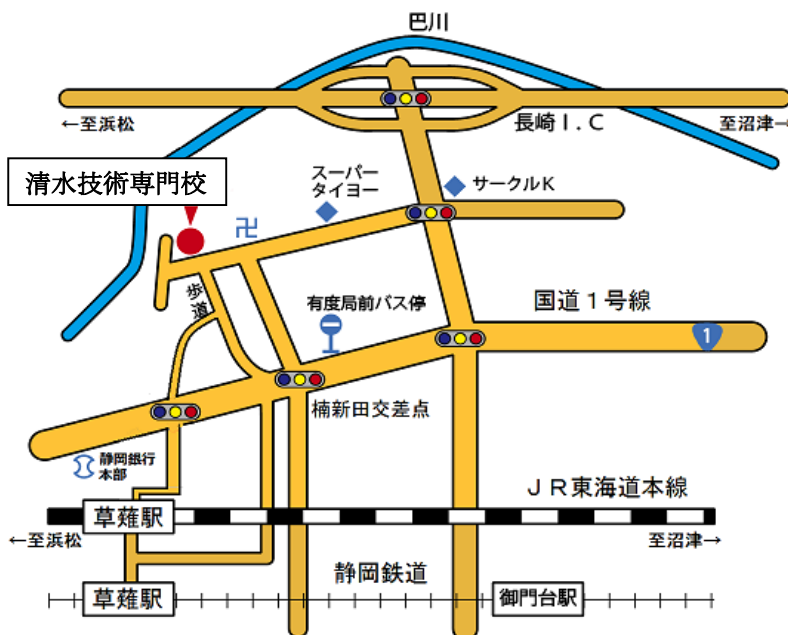 巴川
←至浜松
長崎I.C
至沼津→
清水技術専門校
スーパー
タイヨー
サークルK
卍
歩道
有度局前バス停
国道1号線
1
楠新田交差点
静岡銀行
本部
JR東海道本線
草薙駅
←至浜松
至沼津→
静岡鉄道
草薙駅
御門台駅